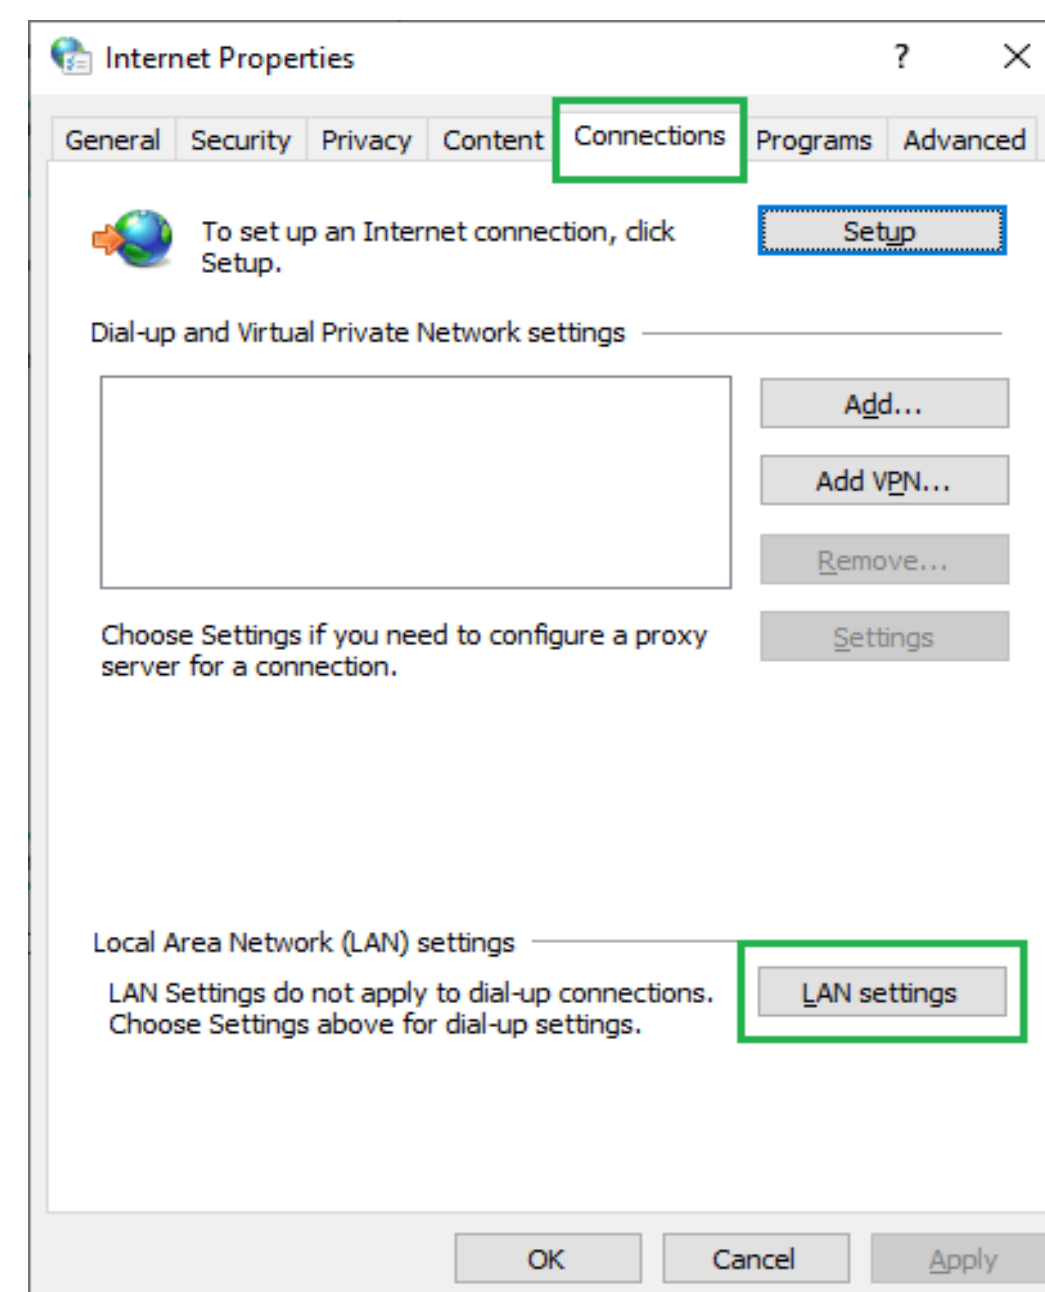 Internet Properties ?
General Security Privacy Content Connections Programs Advanced
To set up an Internet connection, click
Setup.
Setup
Dial-up and Virtual Private Network settings
Add...
Add VPN...
Remove...
Choose Settings if you need to configure a proxy
server for a connection.
Settings
Local Area Network (LAN) settings
LAN Settings do not apply to dial-up connections.
Choose Settings above for dial-up settings.
LAN settings
OK Cancel Apply